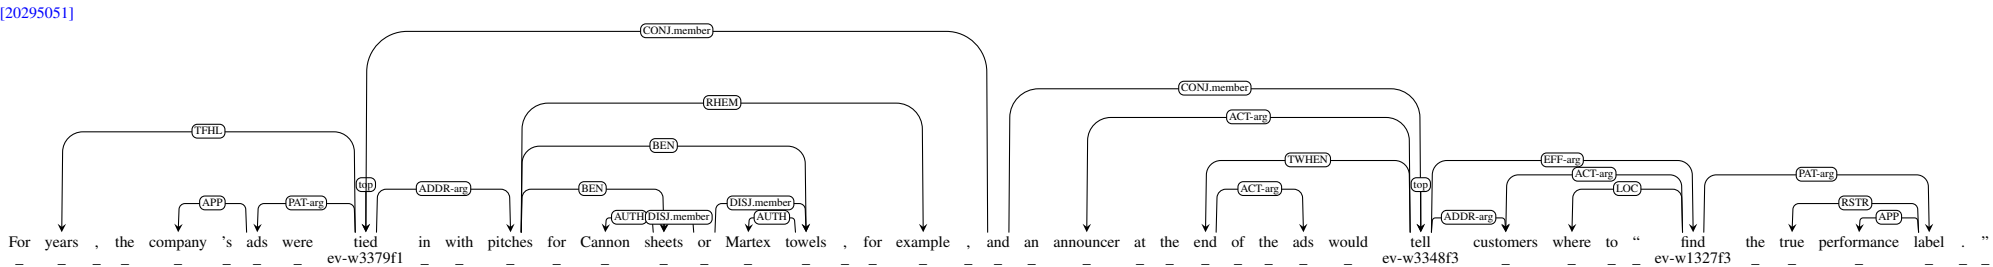 [20295051]
CONJ.member
CONJ.member
RHEM
ACT-arg
TFHL
BEN
TWHEN
EFF-arg
ACT-arg
PAT-arg
top
ADDR-arg
BEN
ACT-arg
top
LOC
APP
PAT-arg
DISJ.member
RSTR
AUTH
DISJ.member
AUTH
ADDR-arg
APP
For years , the company 's ads were tied in with pitches for Cannon sheets or Martex towels , for example , and an announcer at the end of the ads would tell customers where to “ find the true performance label . ”
_ _ _ _ _ _ _ _ ev-w3379f1 _ _ _ _ _ _ _ _ _ _ _ _ _ _ _ _ _ _ _ _ _ _ _ ev-w3348f3 _ _ _ _ ev-w1327f3 _ _ _ _ _ _